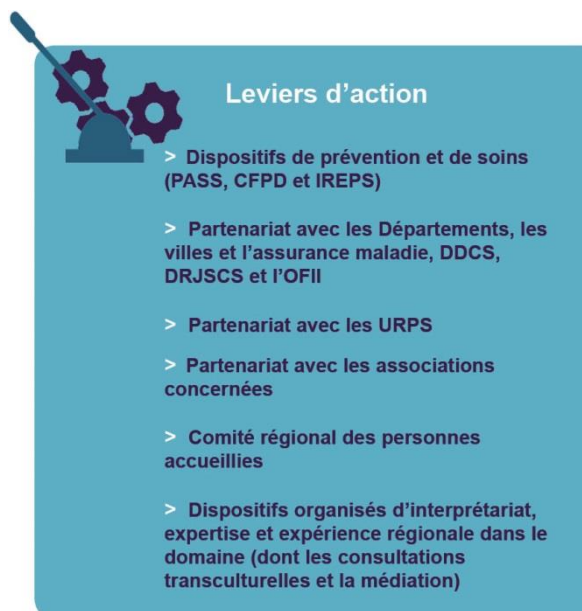 Leviers d’action
> Dispositifs de prévention et de soins
(PASS, CFPD et IREPS)
> Partenariat avec les Départements, les
villes et l’assurance maladie, DDCS,
DRJSCS et l’OFII
> Partenariat avec les URPS
> Partenariat avec les associations
concernées
> Comité régional des personnes
accueillies
> Dispositifs organisés d’interprétariat,
expertise et expérience régionale dans le
domaine (dont les consultations
transculturelles et la médiation)